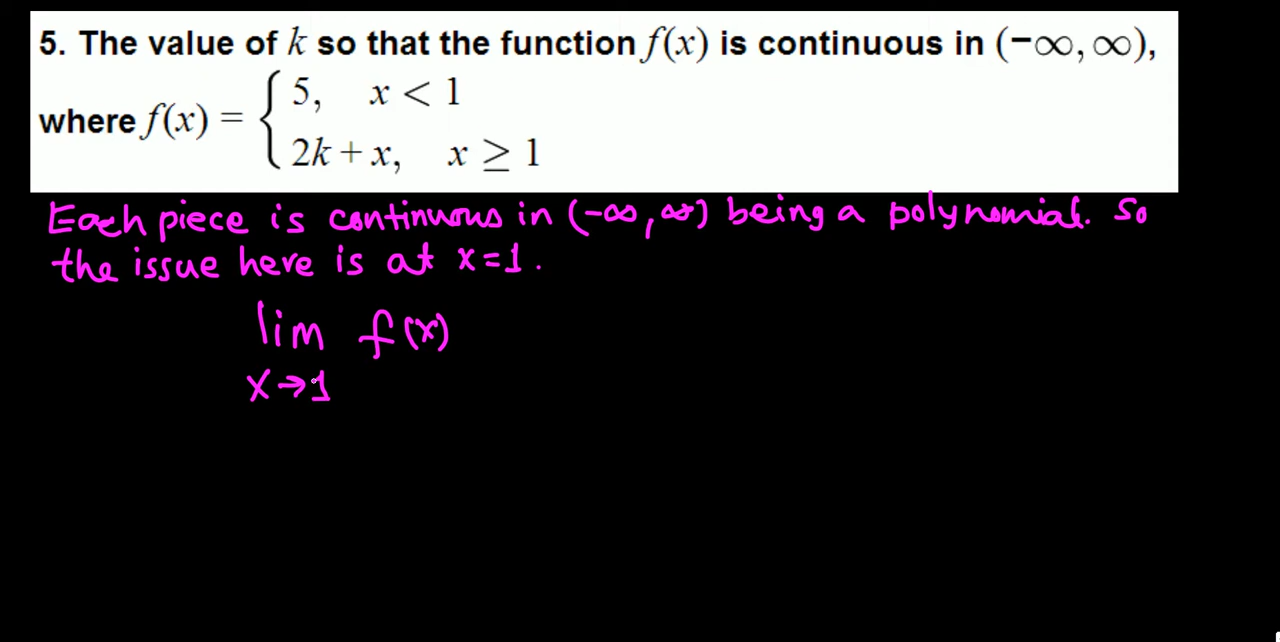 5. The value of k so that the function f(x) is continuous in (−∞, ∞),
where f(x) = { 5, x < 1
2k + x, x ≥ 1
Each piece is continuous in (-∞, ∞) being a polynomial. So
the issue here is at x=1.
lim f(x)
x→1